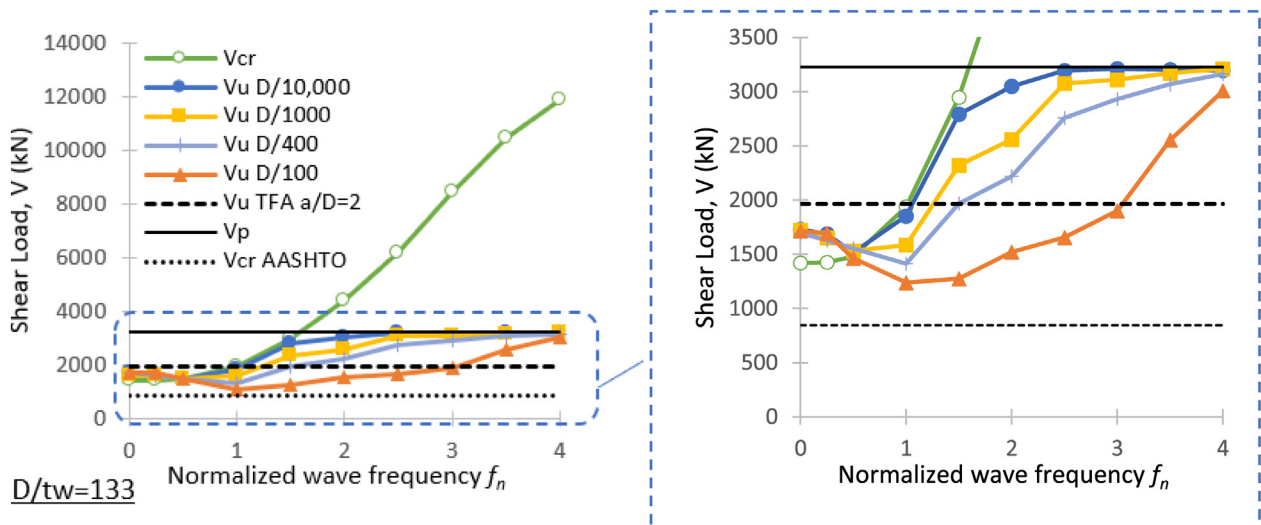 14000
12000
10000
8000
6000
4000
2000
0
Shear Load, V (kN)
Vcr
Vu D/10,000
Vu D/1000
Vu D/400
Vu D/100
Vu TFA a/D=2
Vp
Vcr AASHTO
0 1 2 3 4
Normalized wave frequency fn
D/tw=133
3500
3000
2500
2000
1500
1000
500
0
Shear Load, V (kN)
0 1 2 3 4
Normalized wave frequency fn